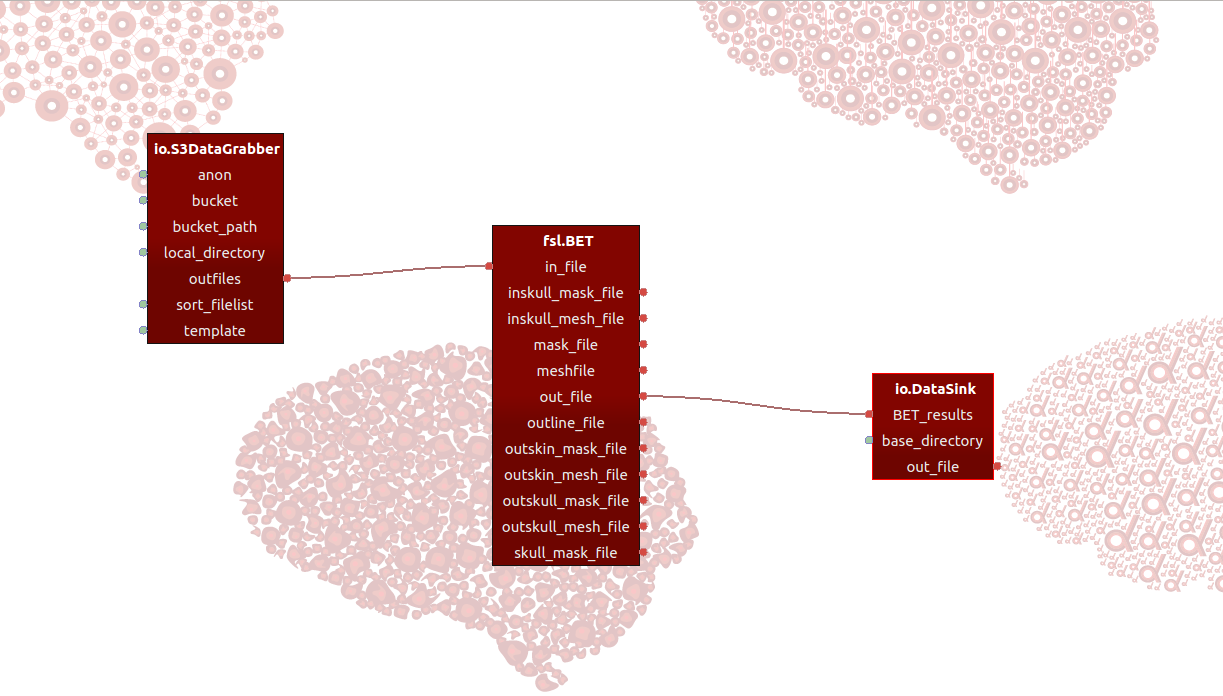 io.S3DataGrabber
anon
bucket
bucket_path
local_directory
outfiles
sort_filelist
template
fsl.BET
in_file
inskull_mask_file
inskull_mesh_file
mask_file
meshfile
out_file
outline_file
outskin_mask_file
outskin_mesh_file
outskull_mask_file
outskull_mesh_file
skull_mask_file
io.DataSink
BET_results
base_directory
out_file